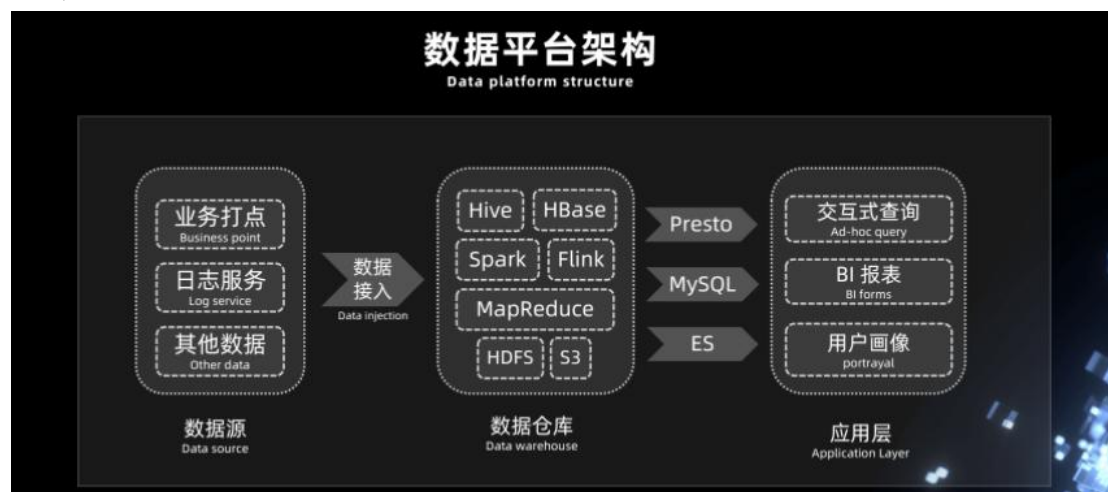 数据平台架构
Data platform structure
业务打点
Business point
日志服务
Log service
其他数据
Other data
数据源
Data source
数据
接入
Data injection
Hive
HBase
Spark
Flink
MapReduce
HDFS
S3
数据仓库
Data warehouse
Presto
MySQL
ES
交互式查询
Ad-hoc query
BI 报表
BI forms
用户画像
portrayal
应用层
Application Layer